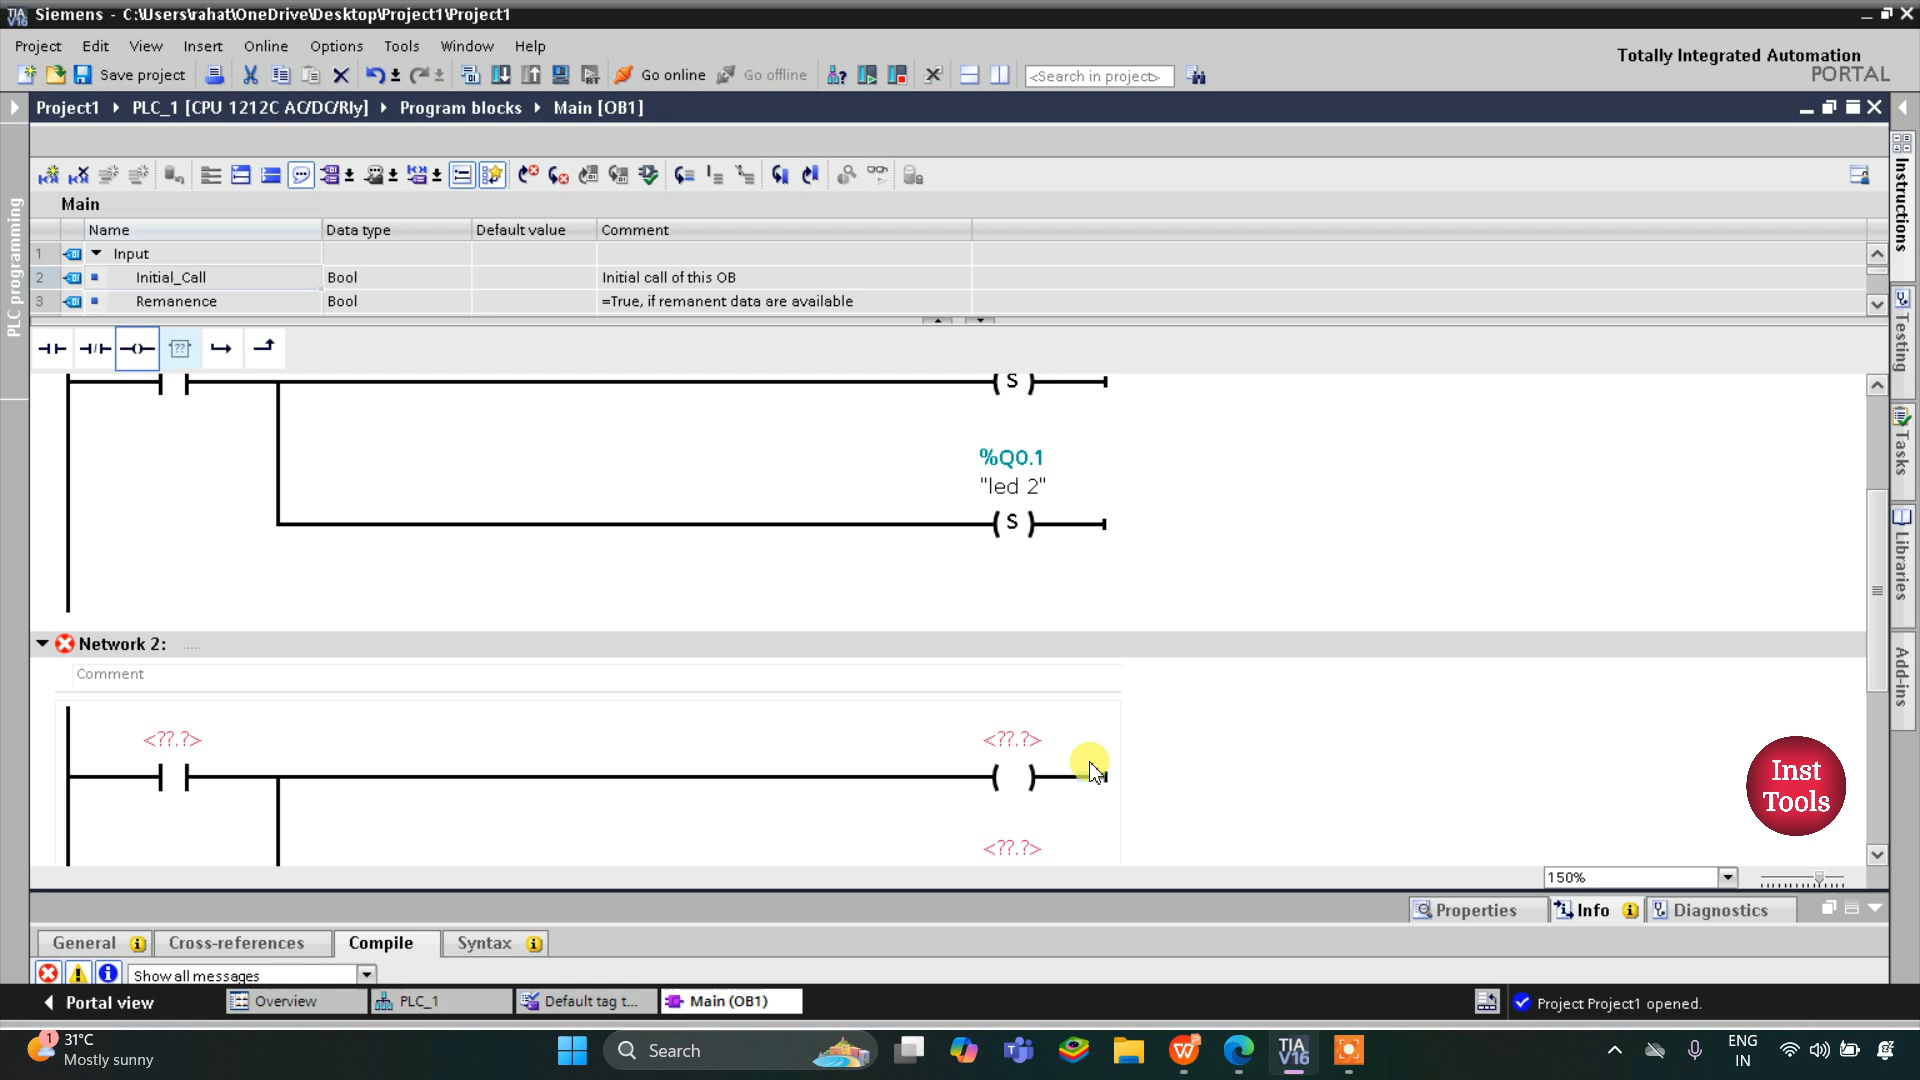 Siemens - C:\Users\rahat\OneDrive\Desktop\Project1\Project1
Project Edit View Insert Online Options Tools Window Help
Totally Integrated Automation
PORTAL
Save project
Go online
Go offline
<Search in project>
Project1 PLC_1 [CPU 1212C AC/DC/Rly] Program blocks Main [OB1]
PLC programming
Main
Name Data type Default value Comment
1 Input
2 Initial_Call Bool Initial call of this OB
3 Remanence Bool =True, if remanent data are available
??
S
%Q0.1
"led 2"
S
Network 2: .....
Comment
<??.?> <??.?>
<??.?>
Inst
Tools
150%
Properties Info Diagnostics
General Cross-references Compile Syntax
Show all messages
Portal view Overview PLC_1 Default tag t... Main (OB1)
Project Project1 opened.
Instructions
Testing
Tasks
Libraries
Add-ins
1
31°C
Mostly sunny
Search
TIA
V16
ENG
IN